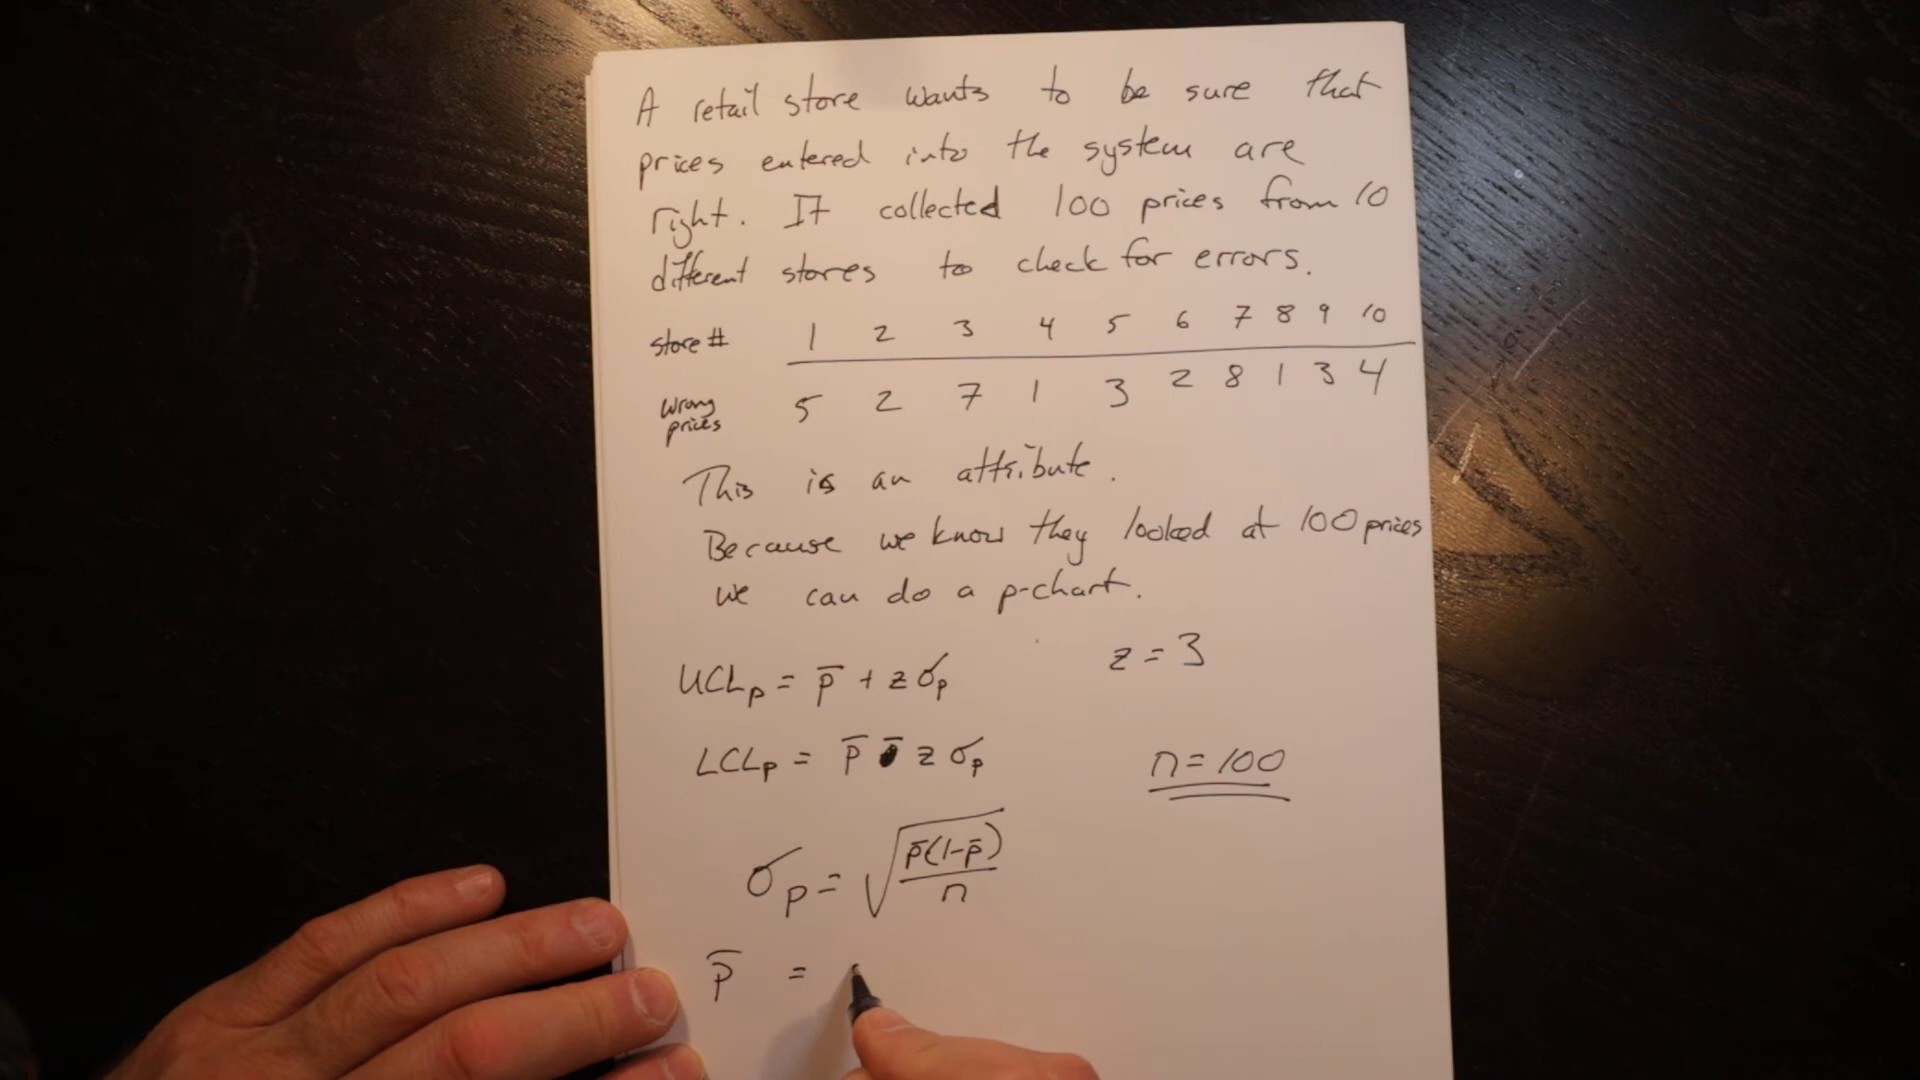 A retail store wants to be sure that
prices entered into the system are
right. It collected 100 prices from 10
different stores to check for errors.
store # 1 2 3 4 5 6 7 8 9 10
wrong prices 5 2 7 1 3 2 8 1 3 4
This is an attribute.
Because we know they looked at 100 prices
we can do a p-chart.
UCLₚ = p̄ + zσₚ z = 3
LCLₚ = p̄ - zσₚ n = 100
σₚ = √(p̄(1-p̄)/n)
p̄ =